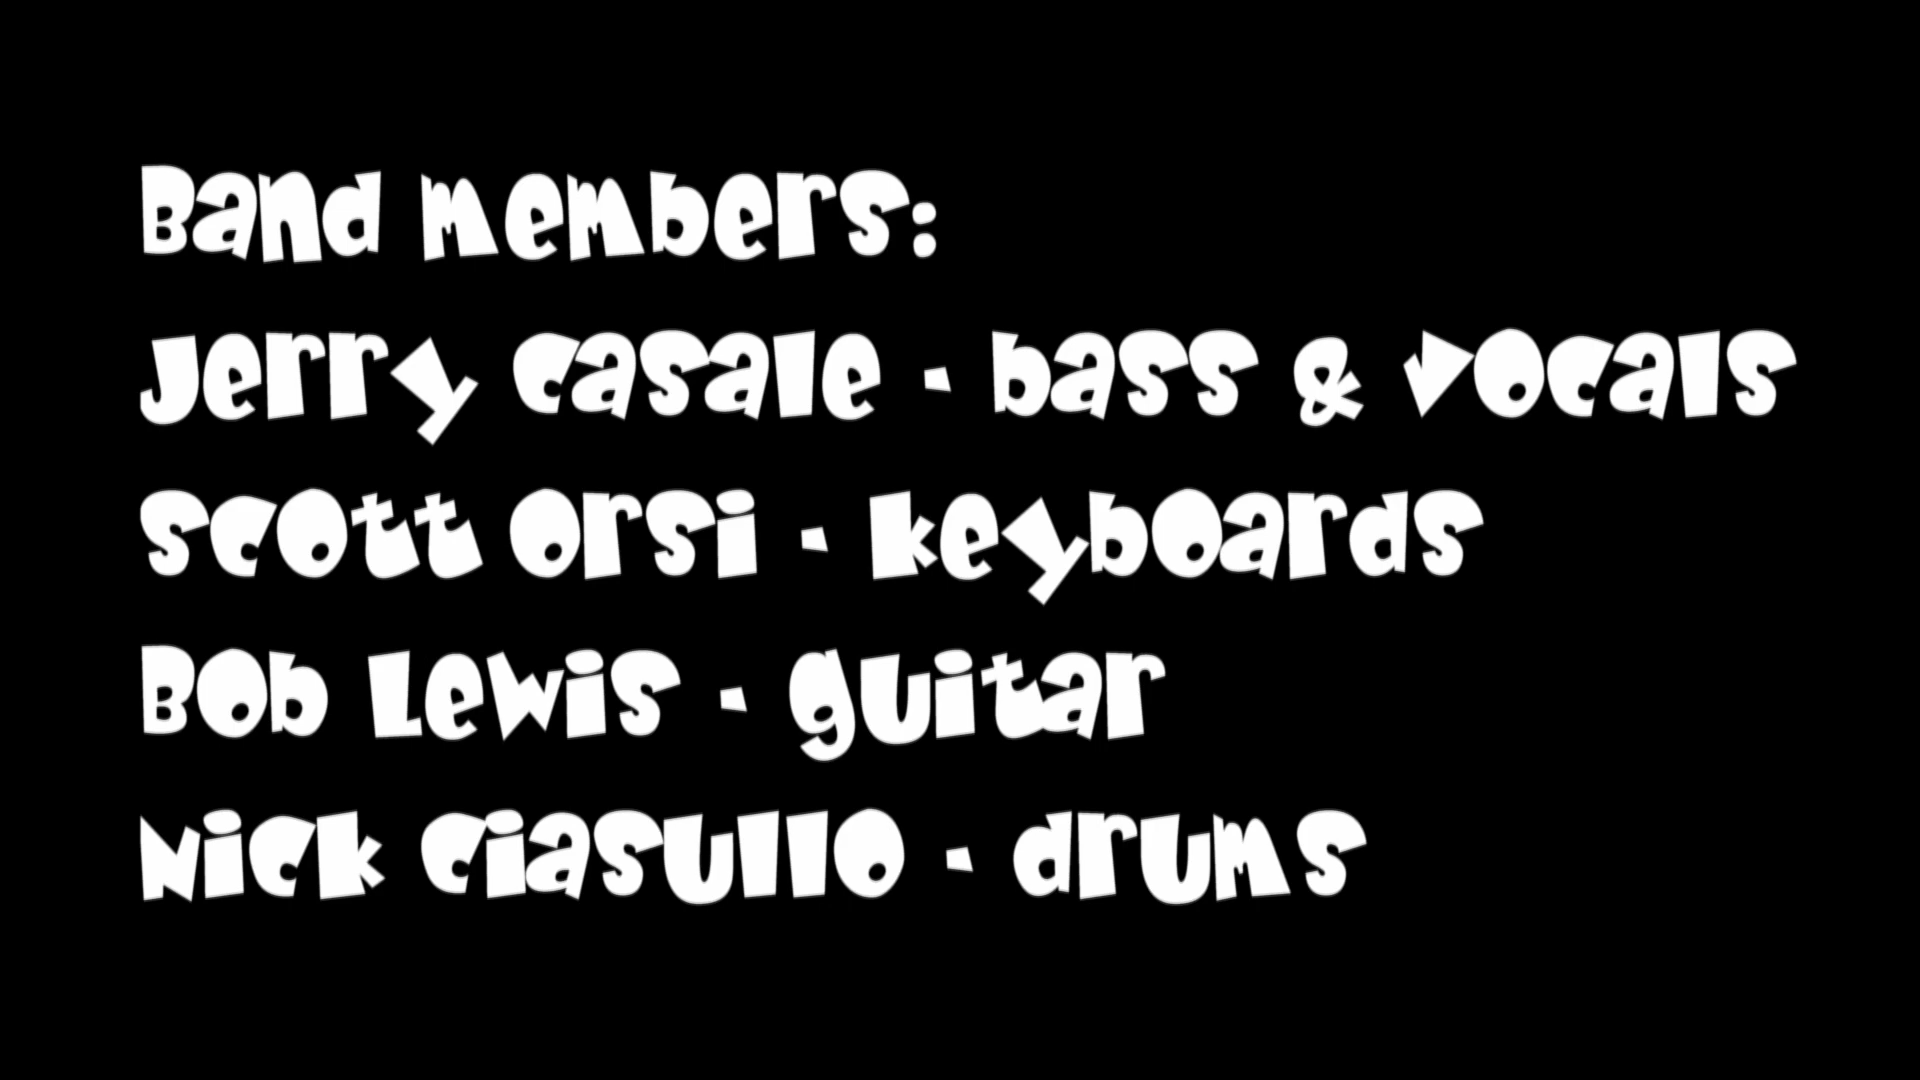 Band members:
Jerry Casale - bass & vocals
Scott Orsi - keyboards
Bob Lewis - guitar
Nick Ciasullo - drums